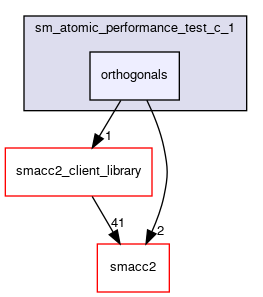 sm_atomic_performance_test_c_1
orthogonals
1
smacc2_client_library
41
2
smacc2